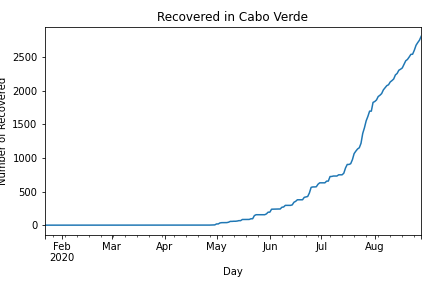 Recovered in Cabo Verde
Number of Recovered
2500
2000
1500
1000
500
0
Feb
2020
Mar
Apr
May
Jun
Jul
Aug
Day